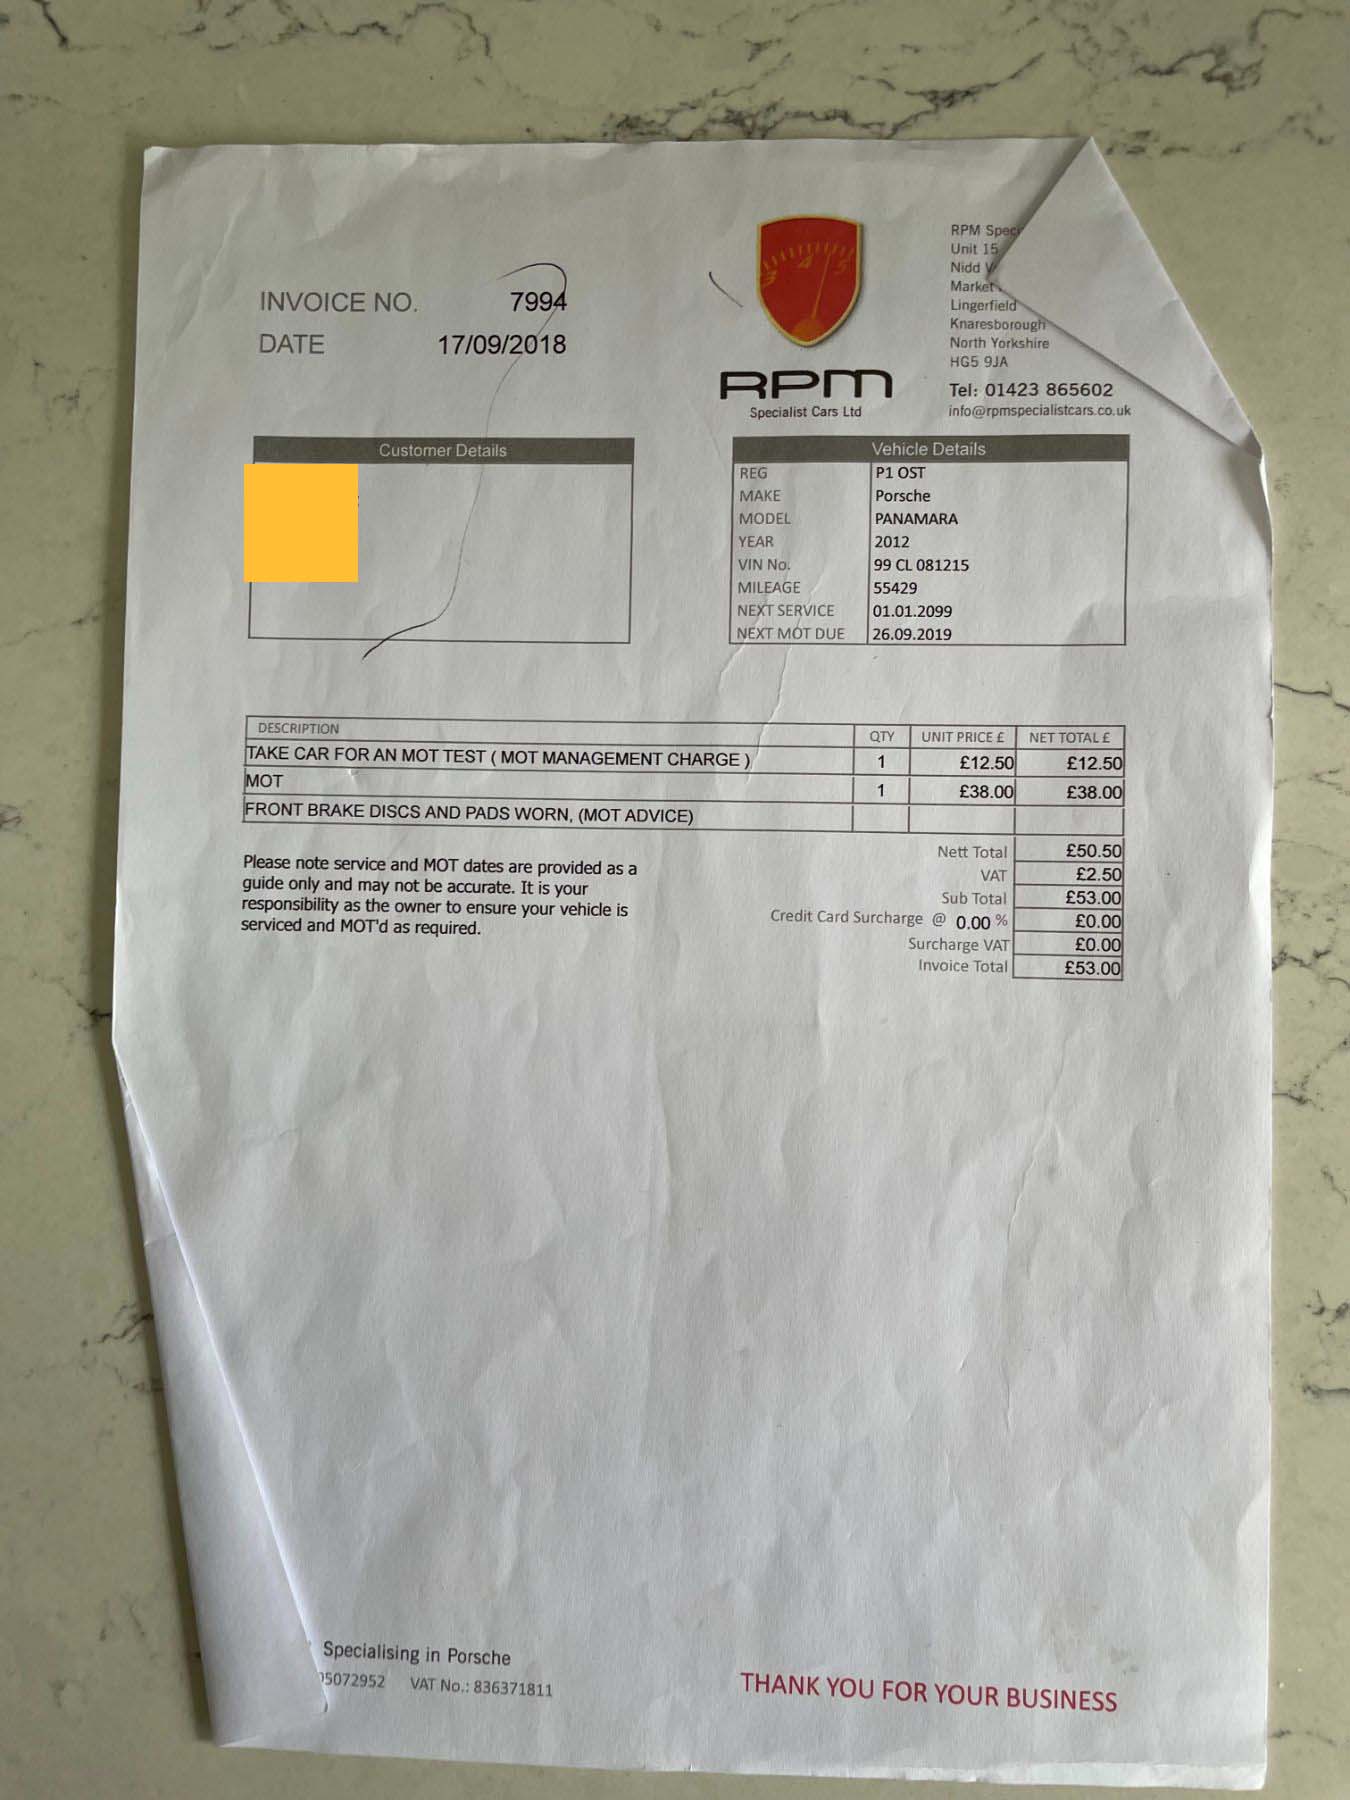 RPM
Unit 15
Nidd
Market
Lingerfield
Knaresborough
North Yorkshire
HG5 9JA
Tel: 01423 865602
info@rpmspecialistcars.co.uk
3 4 5
RPM
Specialist Cars Ltd
INVOICE NO. 7994
DATE 17/09/2018
Customer Details
Vehicle Details
REG P1 OST
MAKE Porsche
MODEL PANAMARA
YEAR 2012
VIN No. 99 CL 081215
MILEAGE 55429
NEXT SERVICE 01.01.2099
NEXT MOT DUE 26.09.2019
DESCRIPTION QTY UNIT PRICE £ NET TOTAL £
TAKE CAR FOR AN MOT TEST ( MOT MANAGEMENT CHARGE ) 1 £12.50 £12.50
MOT 1 £38.00 £38.00
FRONT BRAKE DISCS AND PADS WORN, (MOT ADVICE)
Please note service and MOT dates are provided as a
guide only and may not be accurate. It is your
responsibility as the owner to ensure your vehicle is
serviced and MOT'd as required.
Nett Total £50.50
VAT £2.50
Sub Total £53.00
Credit Card Surcharge @ 0.00 % £0.00
Surcharge VAT £0.00
Invoice Total £53.00
Specialising in Porsche
5072952 VAT No.: 836371811
THANK YOU FOR YOUR BUSINESS